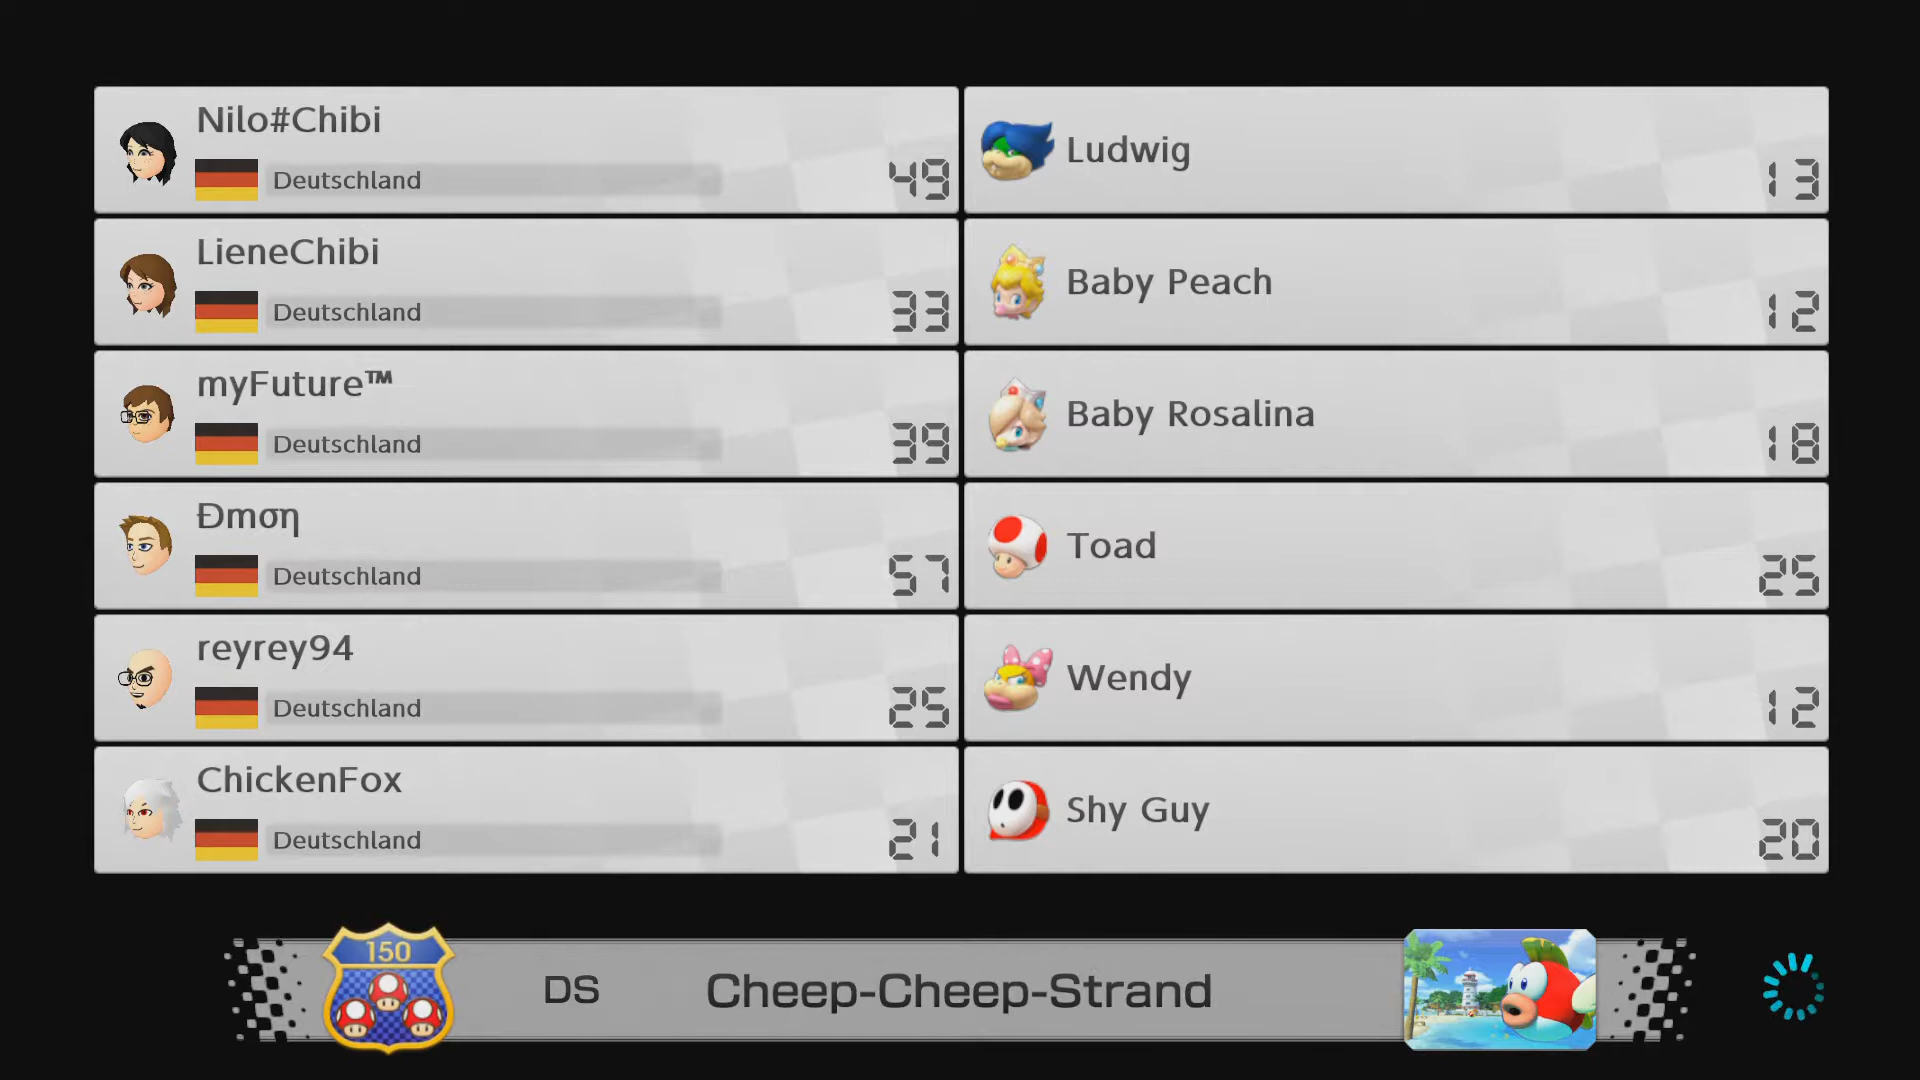 Nilo#Chibi
Deutschland
49
LieneChibi
Deutschland
33
myFuture™
Deutschland
39
Đmση
Deutschland
57
reyrey94
Deutschland
25
ChickenFox
Deutschland
21
Ludwig
13
Baby Peach
12
Baby Rosalina
18
Toad
25
Wendy
12
Shy Guy
20
150
DS
Cheep-Cheep-Strand